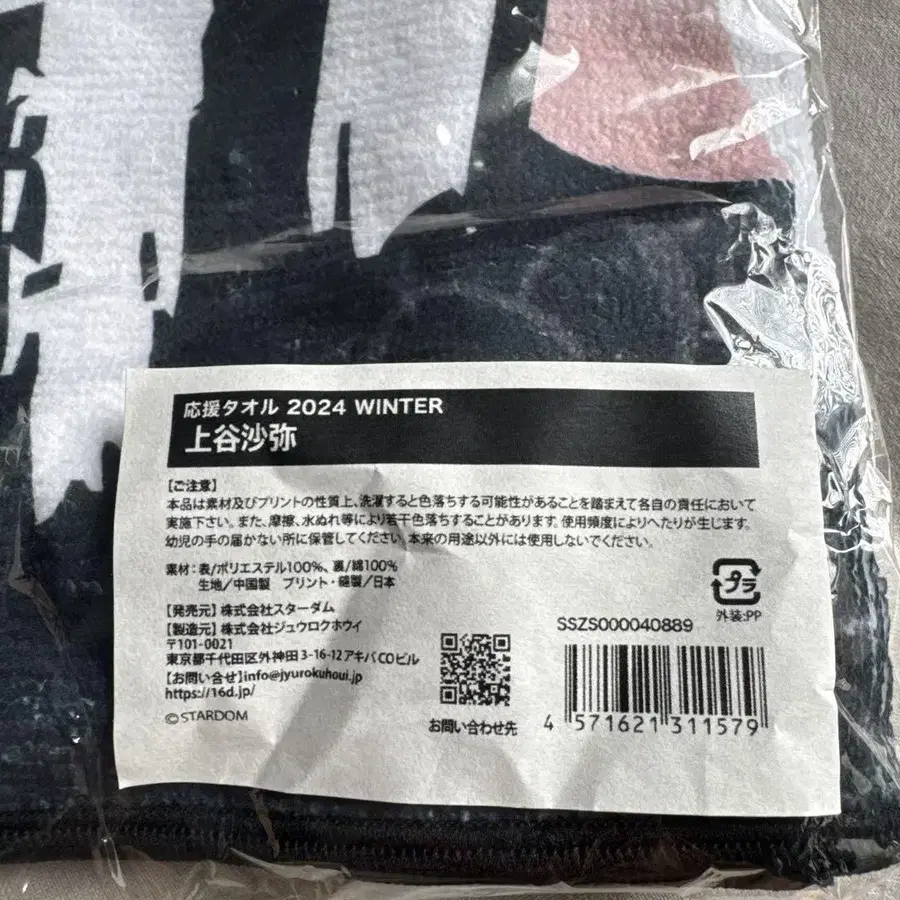 応援タオル 2024 WINTER
上谷沙弥
【ご注意】
本品は素材及びプリントの性質上、洗濯すると色落ちする可能性があることを踏まえて各自の責任において
実施下さい。また、摩擦、水ぬれ等により若干色落ちすることがあります。使用頻度によりへたりが生じます。
幼児の手の届かない所に保管してください。本来の用途以外には使用しないでください。
素材：表/ポリエステル100%、裏/綿100%
生地/中国製　プリント・縫製/日本
プラ
外装:PP
【発売元】株式会社スターダム
【製造元】株式会社ジュウロクホウイ
〒101-0021
東京都千代田区外神田3-16-12アキバCOビル
【お問い合せ】info@jyurokuhoui.jp
https://16d.jp/
©STARDOM
お問い合わせ先
SSZS000040889
4 571621 311579